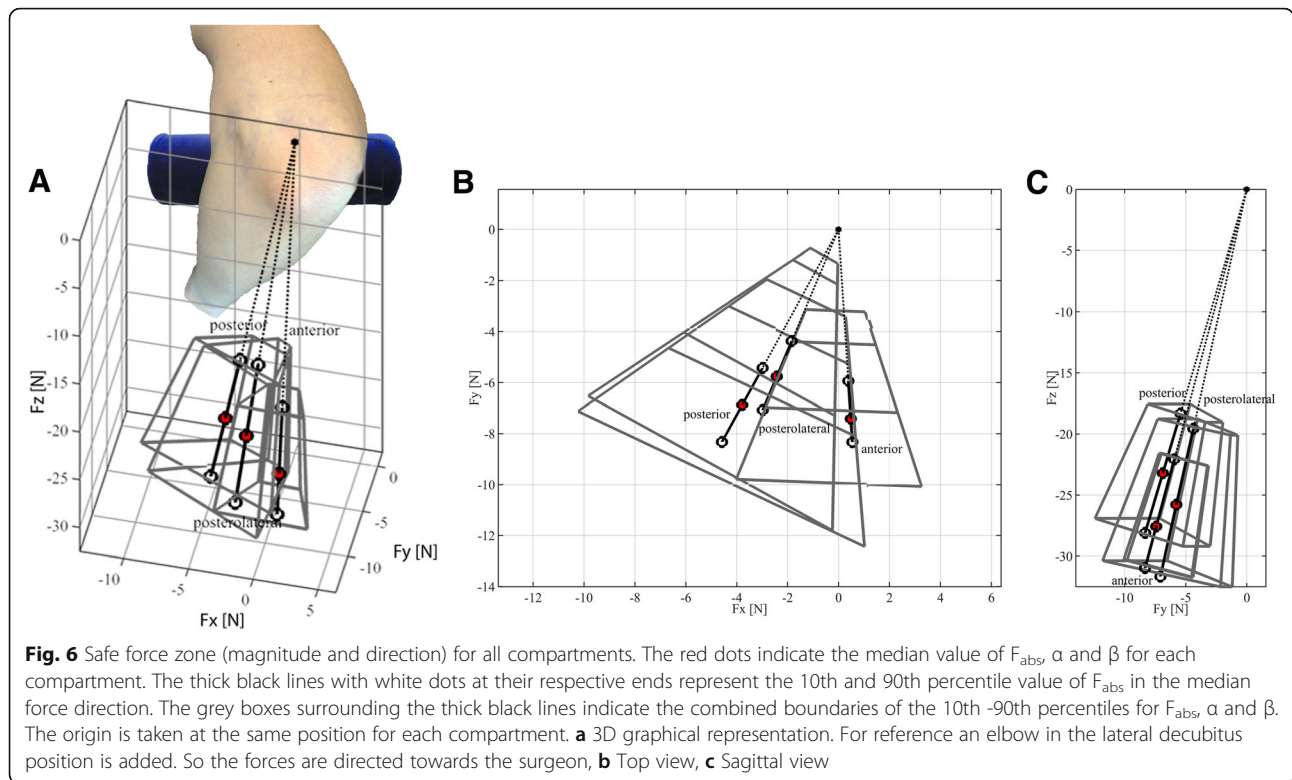 A
Fz [N]
0
-5
-10
-15
-20
-25
-30
posterior
anterior
posterolateral
-10
-5
0
5
Fx [N]
0
-5
-10
Fy [N]
B
Fy [N]
0
-2
-4
-6
-8
-10
-12
-14
posterior
posterolateral
anterior
-12
-10
-8
-6
-4
-2
0
2
4
6
Fx [N]
C
Fz [N]
0
-5
-10
-15
-20
-25
-30
posterior
posterolateral
anterior
-10
-5
0
Fy [N]
Fig. 6 Safe force zone (magnitude and direction) for all compartments. The red dots indicate the median value of Fabs, α and β for each
compartment. The thick black lines with white dots at their respective ends represent the 10th and 90th percentile value of Fabs in the median
force direction. The grey boxes surrounding the thick black lines indicate the combined boundaries of the 10th -90th percentiles for Fabs, α and β.
The origin is taken at the same position for each compartment. a 3D graphical representation. For reference an elbow in the lateral decubitus
position is added. So the forces are directed towards the surgeon, b Top view, c Sagittal view